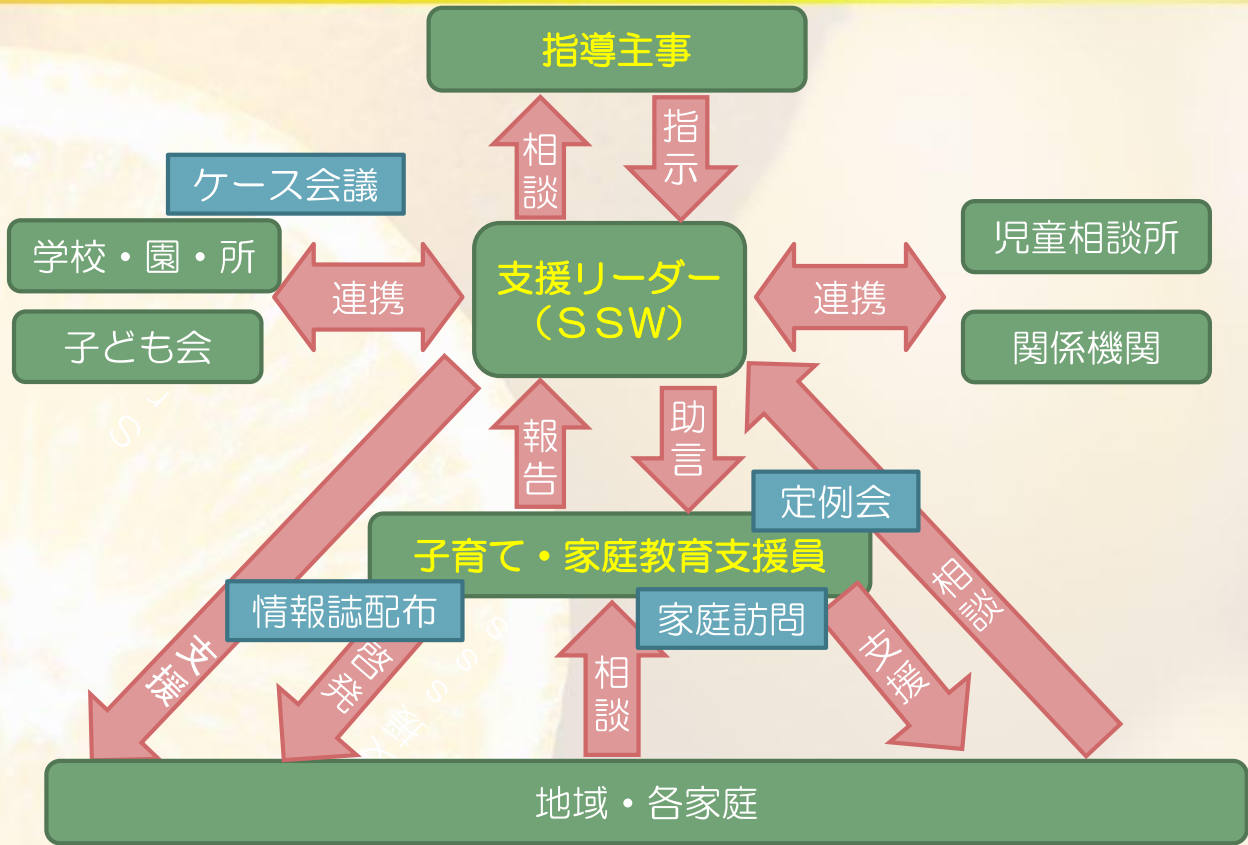 指導主事
相談
指示
ケース会議
学校・園・所
子ども会
連携
支援リーダー
（ＳＳＷ）
連携
児童相談所
関係機関
報告
助言
定例会
子育て・家庭教育支援員
情報誌配布
家庭訪問
支援
啓発
相談
支援
相談
地域・各家庭